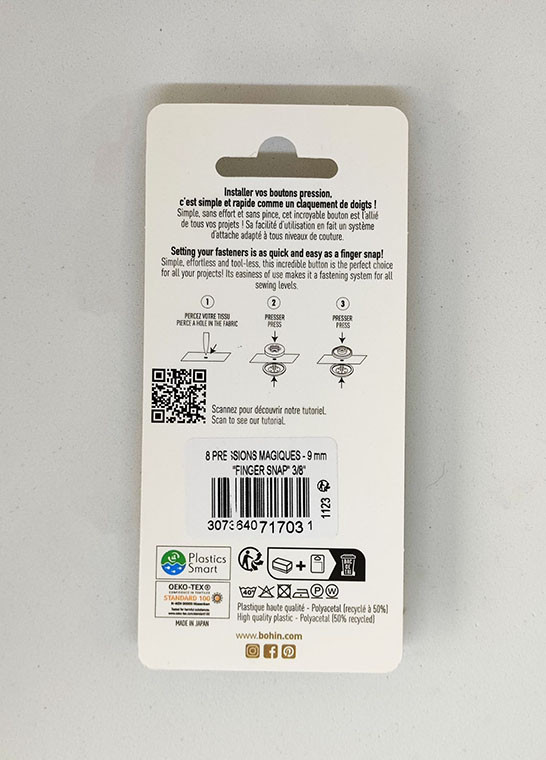 Installer vos boutons pression,
c'est simple et rapide comme un claquement de doigts !
Simple, sans effort et sans pince, cet incroyable bouton est l'allié
de tous vos projets ! Sa facilité d'utilisation en fait un système
d'attache adapté à tous niveaux de couture.
Setting your fasteners is as quick and easy as a finger snap!
Simple, effortless and tool-less, this incredible button is the perfect choice
for all your projects! Its easiness of use makes it a fastening system for all
sewing levels.
1
2
3
PERCEZ VOTRE TISSU
PIERCE A HOLE IN THE FABRIC
PRESSER
PRESS
PRESSER
PRESS
Scannez pour découvrir notre tutoriel.
Scan to see our tutorial.
8 PRE SSIONS MAGIQUES - 9 mm
"FINGER SNAP" 3/8"
1123
Plastics
Smart
+
BAC
DE TRI
OEKO-TEX®
STANDARD 100
MADE IN JAPAN
40°
P
W
Plastique haute qualité - Polyacetal (recyclé à 50%)
High quality plastic - Polyacetal (50% recycled)
www.bohin.com